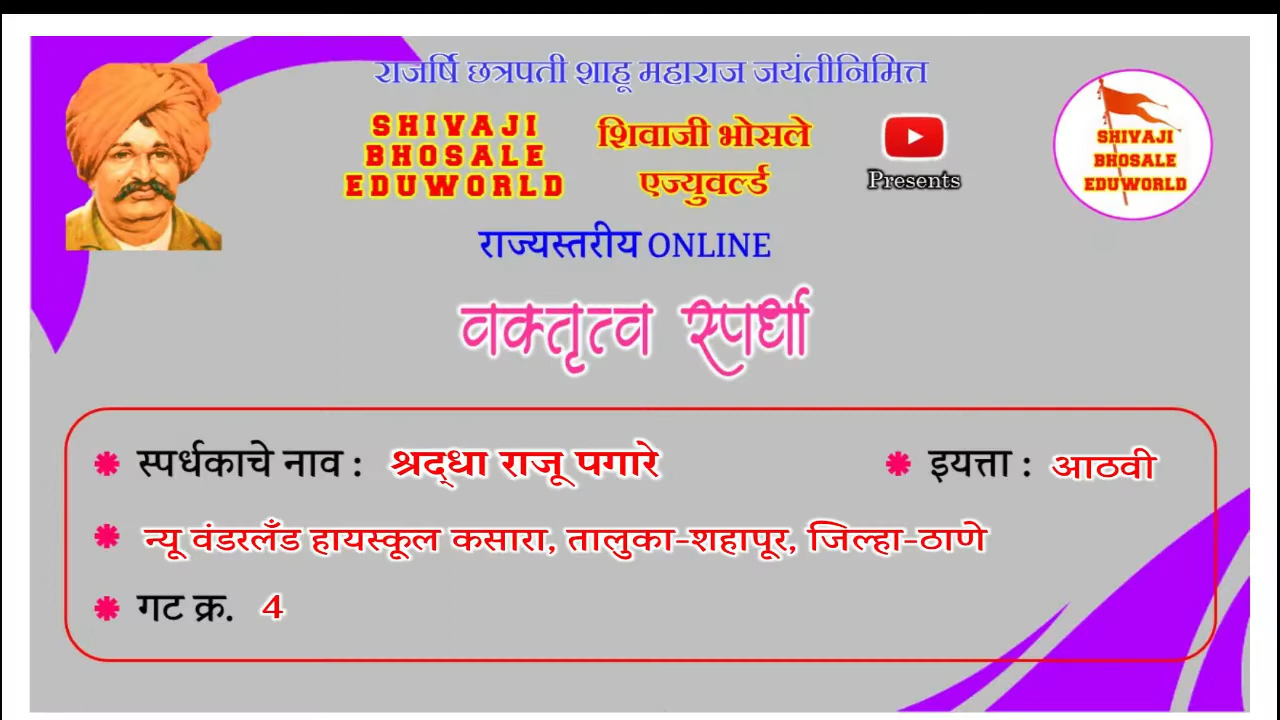 राजर्षि छत्रपती शाहू महाराज जयंतीनिमित्त
SHIVAJI
BHOSALE
EDUWORLD
शिवाजी भोसले
एज्युवर्ल्ड
Presents
SHIVAJI
BHOSALE
EDUWORLD
राज्यस्तरीय ONLINE
वक्तृत्व स्पर्धा
स्पर्धकाचे नाव : श्रद्धा राजू पगारे इयत्ता : आठवी
न्यू वंडरलँड हायस्कूल कसारा, तालुका-शहापूर, जिल्हा-ठाणे
गट क्र. 4